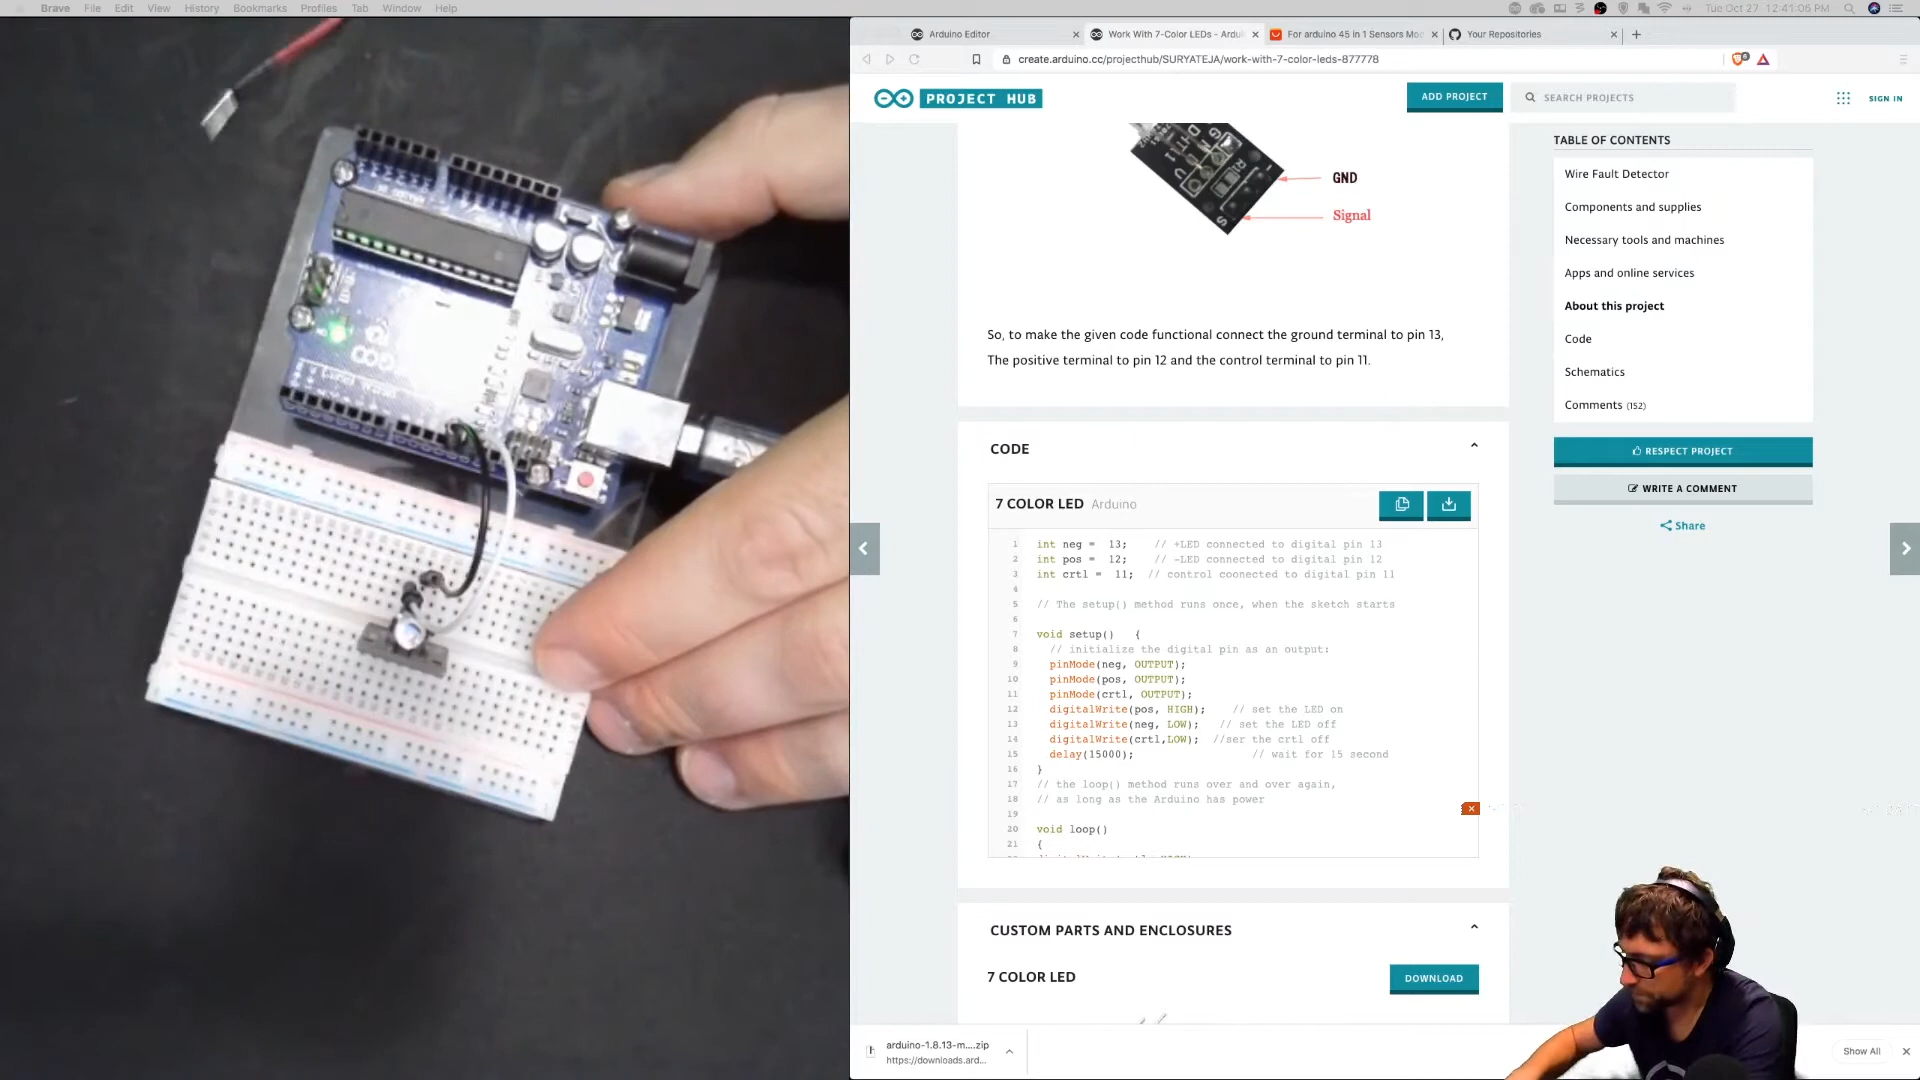 Brave File Edit View History Bookmarks Profiles Tab Window Help
Tue Oct 27 12:41:05 PM
Arduino Editor
Work With 7-Color LEDs - Ardui
For arduino 45 in 1 Sensors Mod
Your Repositories
create.arduino.cc/projecthub/SURYATEJA/work-with-7-color-leds-877778
PROJECT HUB
ADD PROJECT
SEARCH PROJECTS
SIGN IN
GND
Signal
S
So, to make the given code functional connect the ground terminal to pin 13,
The positive terminal to pin 12 and the control terminal to pin 11.
TABLE OF CONTENTS
Wire Fault Detector
Components and supplies
Necessary tools and machines
Apps and online services
About this project
Code
Schematics
Comments (152)
RESPECT PROJECT
WRITE A COMMENT
Share
CODE
7 COLOR LED Arduino
1 int neg = 13; // +LED connected to digital pin 13
2 int pos = 12; // -LED connected to digital pin 12
3 int crtl = 11; // control coonected to digital pin 11
4
5 // The setup() method runs once, when the sketch starts
6
7 void setup() {
8 // initialize the digital pin as an output:
9 pinMode(neg, OUTPUT);
10 pinMode(pos, OUTPUT);
11 pinMode(crtl, OUTPUT);
12 digitalWrite(pos, HIGH); // set the LED on
13 digitalWrite(neg, LOW); // set the LED off
14 digitalWrite(crtl,LOW); //ser the crtl off
15 delay(15000); // wait for 15 second
16 }
17 // the loop() method runs over and over again,
18 // as long as the Arduino has power
19
20 void loop()
21 {
CUSTOM PARTS AND ENCLOSURES
7 COLOR LED
DOWNLOAD
arduino-1.8.13-m....zip
https://downloads.ard...
Show All